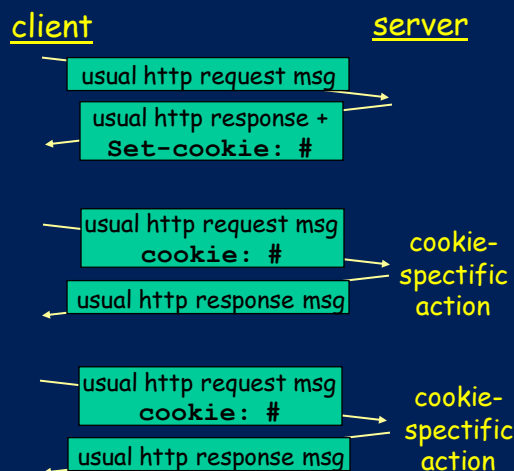 client
server
usual http request msg
usual http response +
Set-cookie: #
usual http request msg
cookie: #
cookie-
spectific
action
usual http response msg
usual http request msg
cookie: #
cookie-
spectific
action
usual http response msg